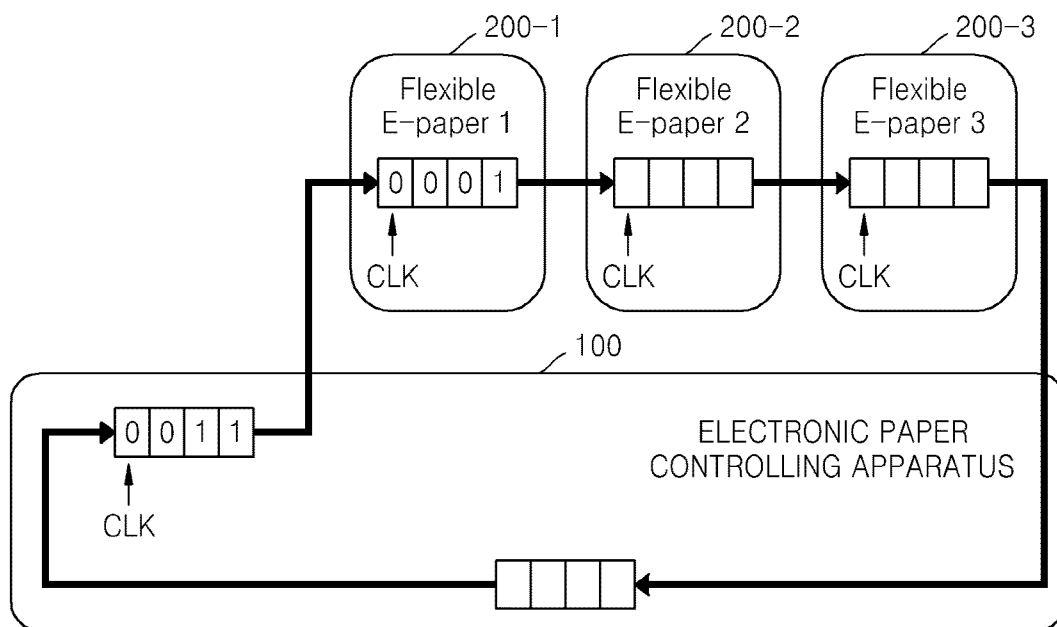 200-1
200-2
200-3
Flexible
E-paper 1
Flexible
E-paper 2
Flexible
E-paper 3
0 0 0 1
CLK
CLK
CLK
100
0 0 1 1
ELECTRONIC PAPER
CONTROLLING APPARATUS
CLK